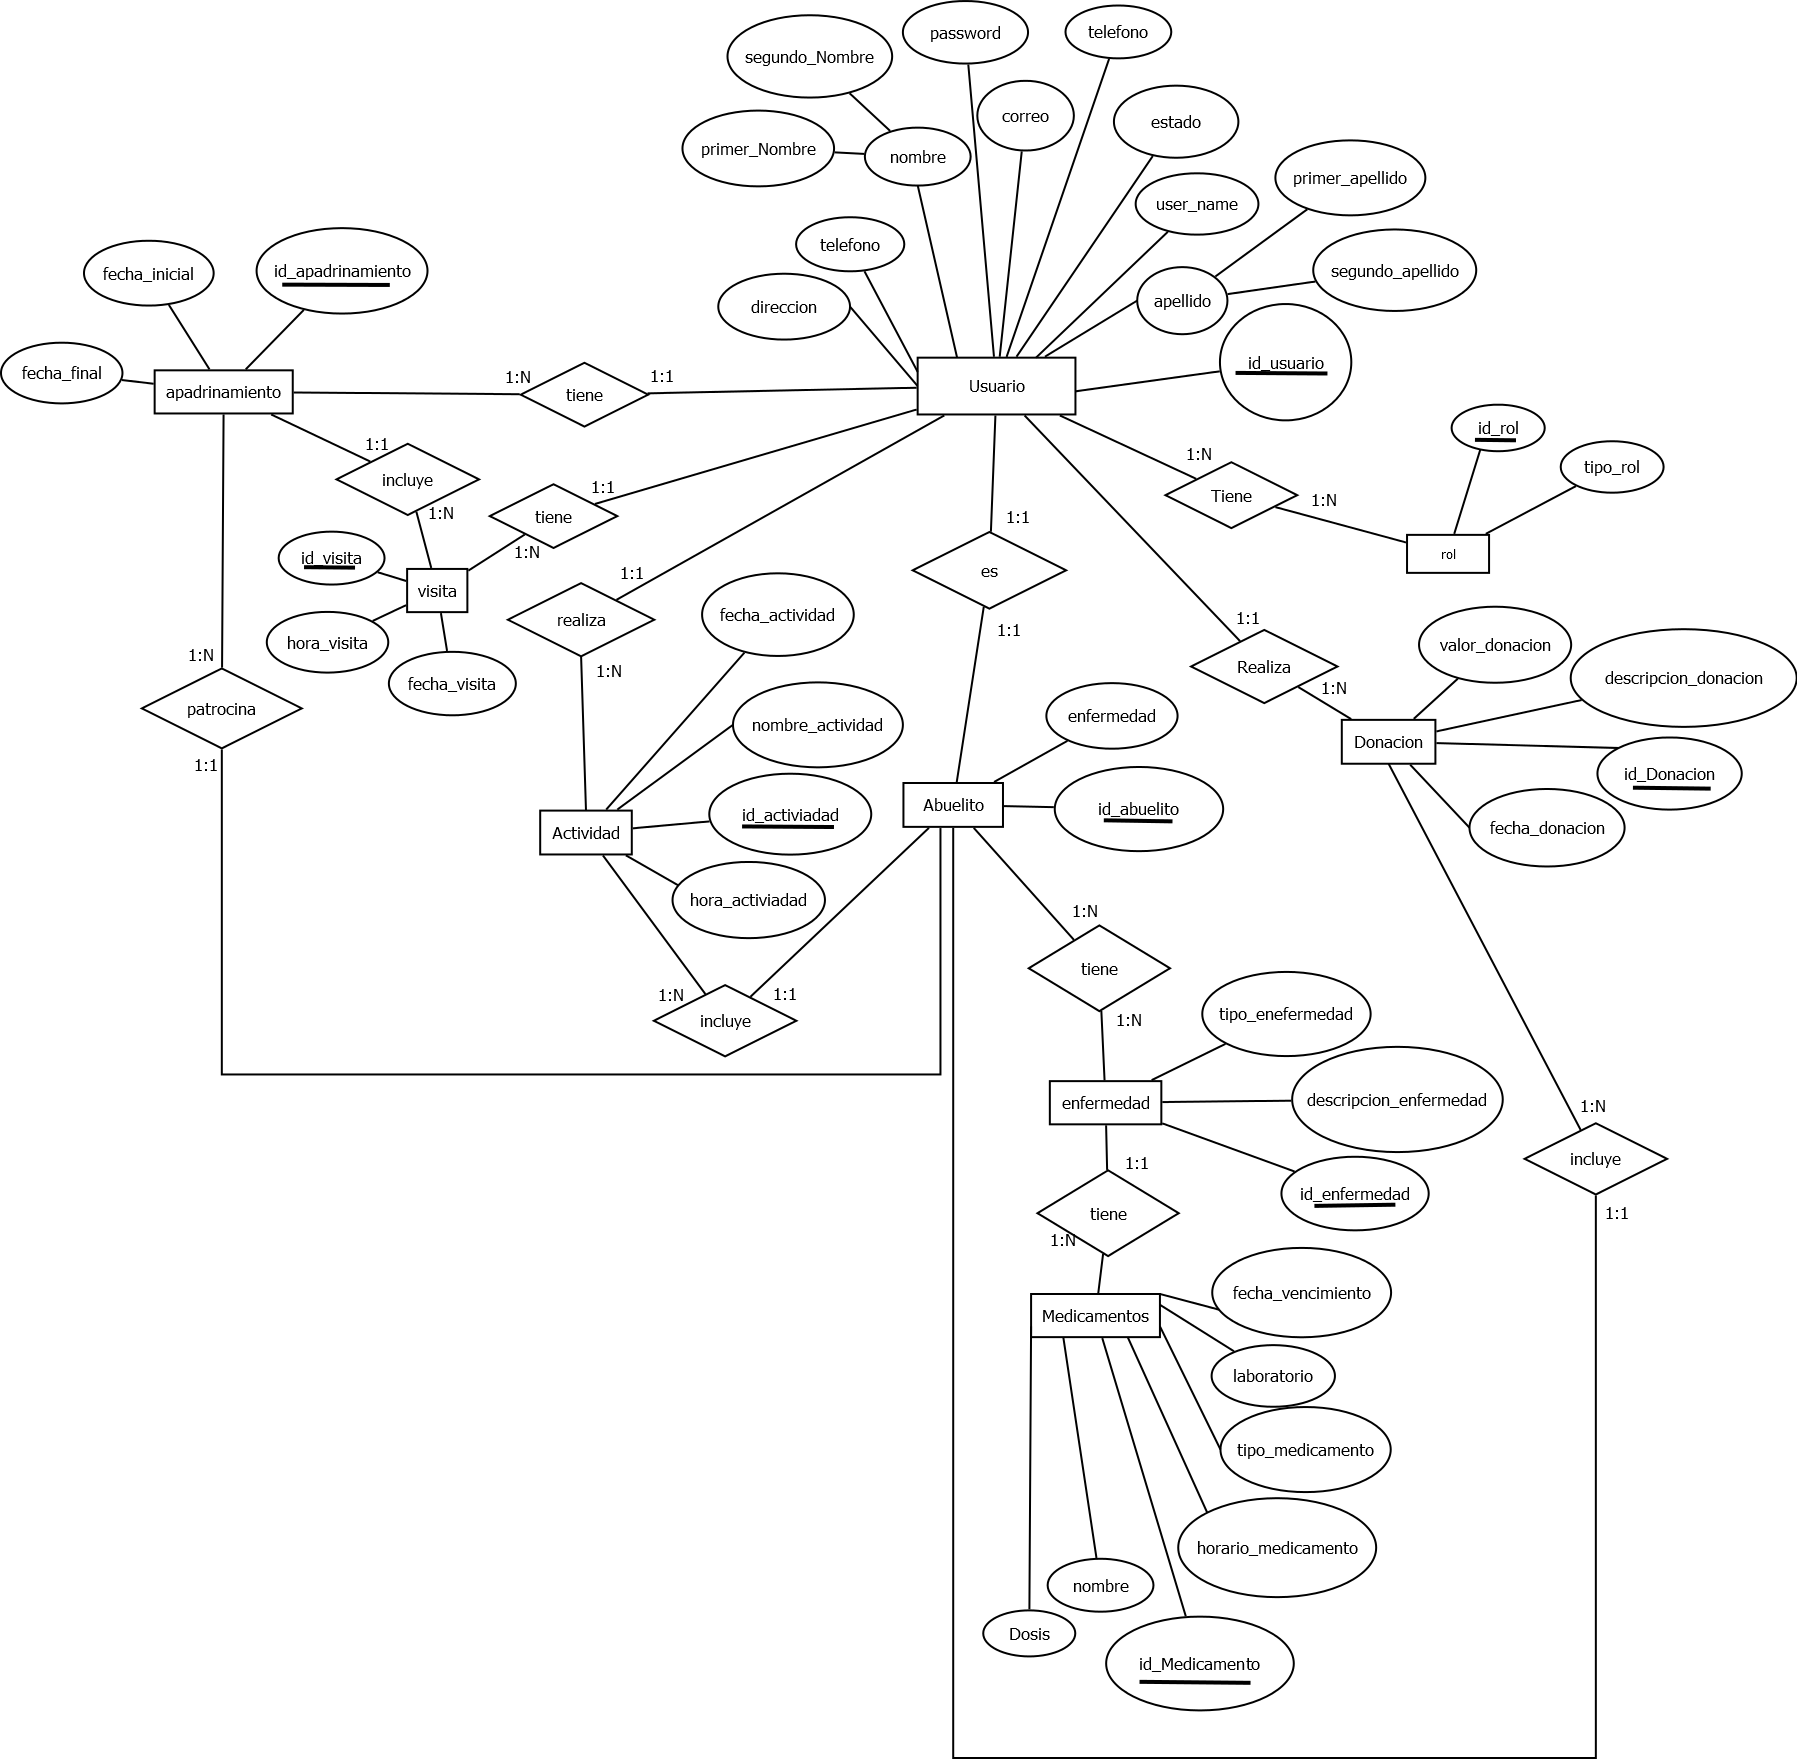 password
telefono
segundo_Nombre
correo
estado
primer_Nombre
nombre
primer_apellido
user_name
telefono
segundo_apellido
fecha_inicial
id_apadrinamiento
apellido
direccion
id_usuario
fecha_final
apadrinamiento
1:N
tiene
1:1
Usuario
id_rol
tipo_rol
1:1
incluye
1:N
1:1
tiene
1:N
1:N
Tiene
1:N
rol
1:1
es
1:1
id_visita
visita
hora_visita
fecha_visita
1:1
realiza
1:N
fecha_actividad
1:1
Realiza
1:N
valor_donacion
descripcion_donacion
1:N
patrocina
1:1
nombre_actividad
enfermedad
Donacion
id_Donacion
fecha_donacion
Actividad
id_activiadad
Abuelito
id_abuelito
hora_activiadad
1:N
tiene
1:N
1:N
1:1
incluye
tipo_enefermedad
enfermedad
descripcion_enfermedad
1:N
incluye
1:1
1:1
id_enfermedad
tiene
1:N
Medicamentos
fecha_vencimiento
laboratorio
tipo_medicamento
horario_medicamento
nombre
Dosis
id_Medicamento